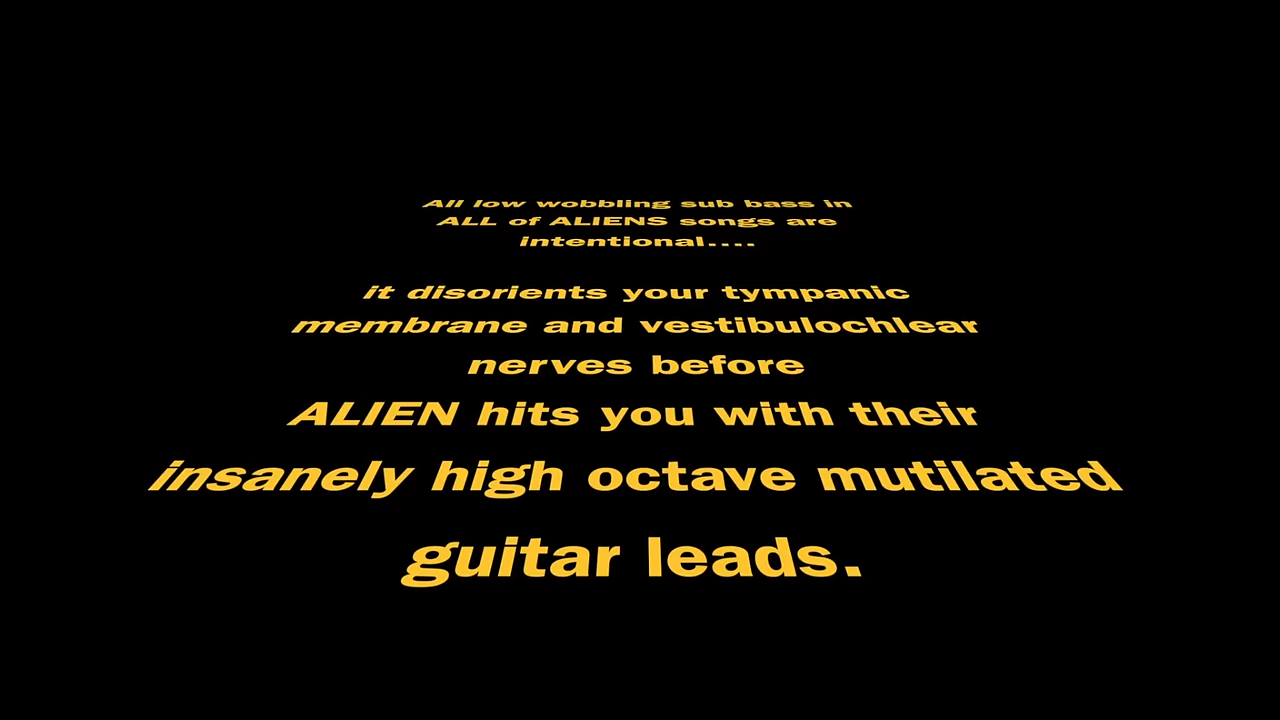 All low wobbling sub bass in
ALL of ALIENS songs are
intentional....
it disorients your tympanic
membrane and vestibulochlear
nerves before
ALIEN hits you with their
insanely high octave mutilated
guitar leads.